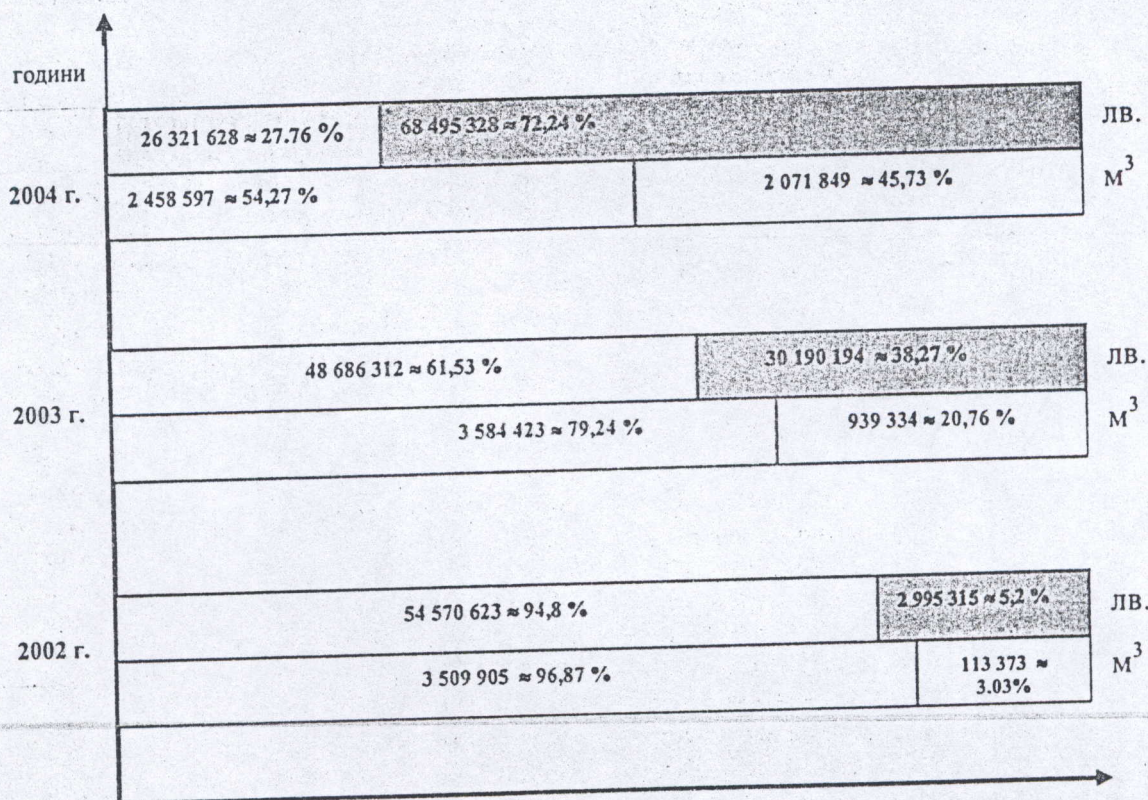 години
26 321 628 ≈ 27.76 %
68 495 328 ≈ 72,24 %
ЛВ.
2004 г.
2 458 597 ≈ 54,27 %
2 071 849 ≈ 45,73 %
М³
48 686 312 ≈ 61,53 %
30 190 194 ≈ 38,27 %
ЛВ.
2003 г.
3 584 423 ≈ 79,24 %
939 334 ≈ 20,76 %
М³
54 570 623 ≈ 94,8 %
2 995 315 ≈ 5,2 %
ЛВ.
2002 г.
3 509 905 ≈ 96,87 %
113 373 ≈
3.03%
М³